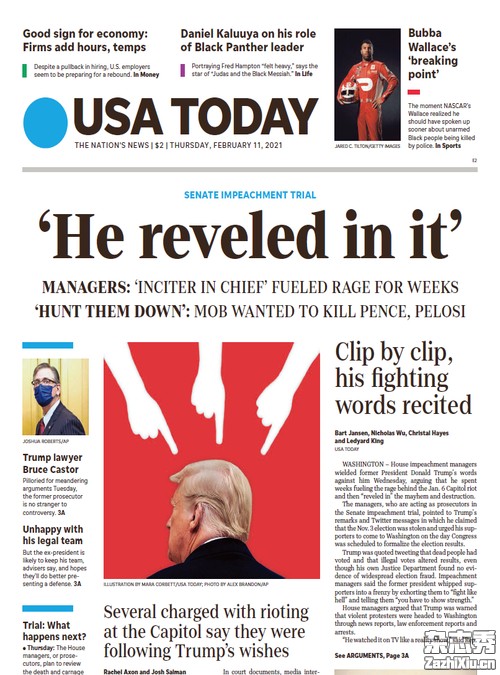 Good sign for economy:
Firms add hours, temps
Despite a pullback in hiring, U.S. employers
seem to be preparing for a rebound. In Money
Daniel Kaluuya on his role
of Black Panther leader
Portraying Fred Hampton “felt heavy,” says the
star of “Judas and the Black Messiah.” In Life
JARED C. TILTON/GETTY IMAGES
Bubba
Wallace’s
‘breaking
point’
The moment NASCAR’s
Wallace realized he
should have spoken up
sooner about unarmed
Black people being killed
by police. In Sports
USA TODAY
THE NATION’S NEWS | $2 | THURSDAY, FEBRUARY 11, 2021
E2
SENATE IMPEACHMENT TRIAL
‘He reveled in it’
MANAGERS: ‘INCITER IN CHIEF’ FUELED RAGE FOR WEEKS
‘HUNT THEM DOWN’: MOB WANTED TO KILL PENCE, PELOSI
JOSHUA ROBERTS/AP
Trump lawyer
Bruce Castor
Pilloried for meandering
arguments Tuesday,
the former prosecutor
is no stranger to
controversy. 3A
Unhappy with
his legal team
But the ex-president is
likely to keep his team,
advisers say, and hopes
they’ll do better pre-
senting a defense. 3A
Trial: What
happens next?
• Thursday: The
House managers,
or prose-
cutors, plan to review
the death and carnage
ILLUSTRATION BY MARA CORBETT/USA TODAY; PHOTO BY ALEX BRANDON/AP
Several charged with rioting
at the Capitol say they were
following Trump’s wishes
Rachel Axon and Josh Salman
In court documents, media inter-
Clip by clip,
his fighting
words recited
Bart Jansen, Nicholas Wu, Christal Hayes
and Ledyard King
USA TODAY
WASHINGTON – House impeachment managers
wielded former President Donald Trump’s words
against him Wednesday, arguing that he spent
weeks fueling the rage behind the Jan. 6 Capitol riot
and then “reveled in” the mayhem and destruction.
The managers, who are acting as prosecutors in
the Senate impeachment trial, pointed to Trump’s
remarks and Twitter messages in which he claimed
that the Nov. 3 election was stolen and urged his sup-
porters to come to Washington on the day Congress
was scheduled to formalize the election results.
Trump was quoted tweeting that dead people had
voted and that illegal votes altered results, even
though his own Justice Department found no evi-
dence of widespread election fraud. Impeachment
managers said the former president whipped sup-
porters into a frenzy by exhorting them to “fight like
hell” and telling them “you have to show strength.”
House managers argued that Trump was warned
that violent protesters were headed to Washington
through news reports, law enforcement reports and
arrests.
“He watched it on TV like a reality show,” said Rep.
See ARGUMENTS, Page 3A
杂志秀
ZaZhiXiu.cn